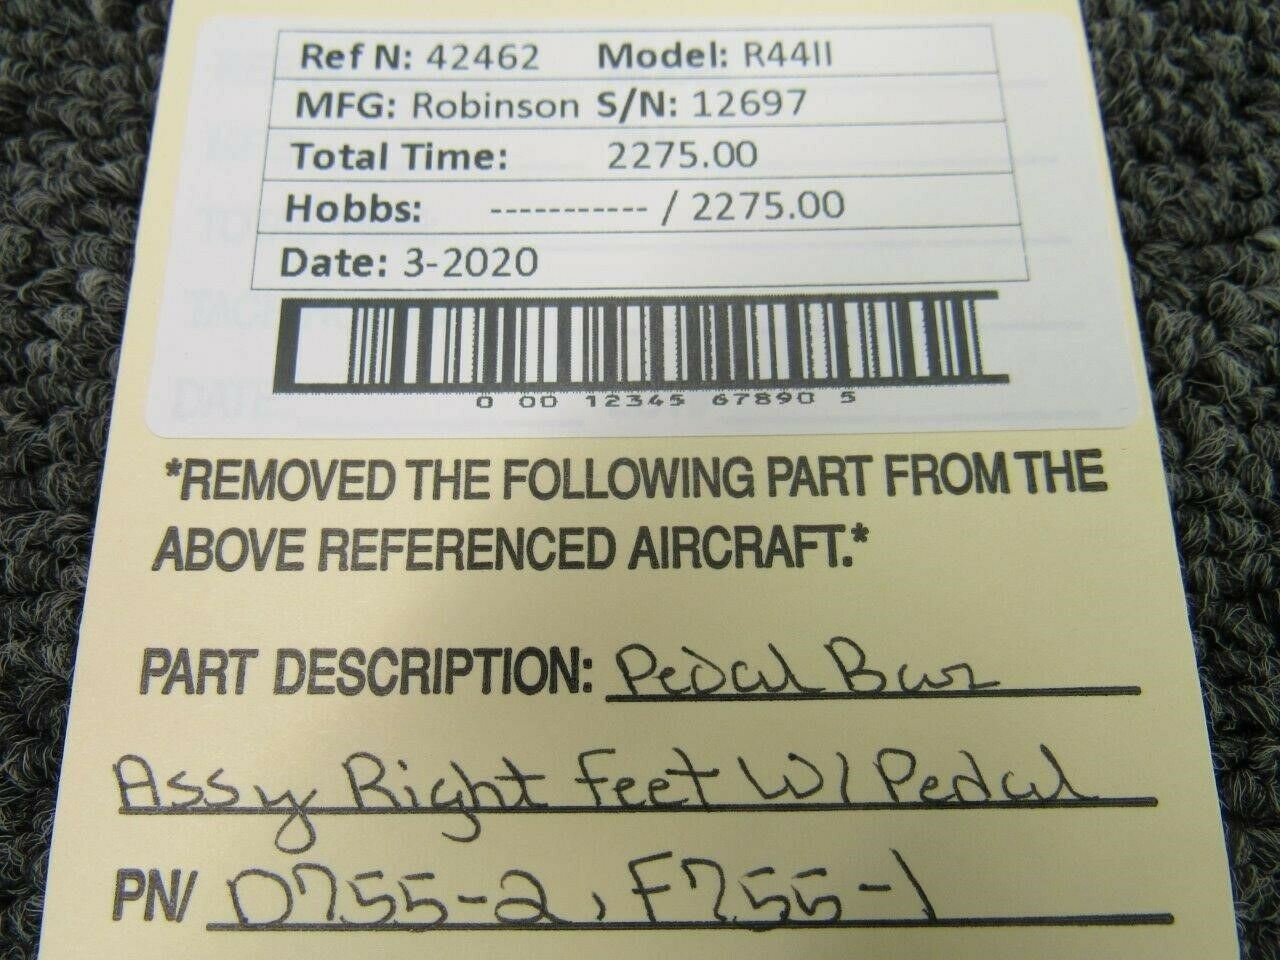 Ref N: 42462 Model: R44II
MFG: Robinson S/N: 12697
Total Time: 2275.00
Hobbs: ----------- / 2275.00
Date: 3-2020
0 00 12345 67890 5
*REMOVED THE FOLLOWING PART FROM THE
ABOVE REFERENCED AIRCRAFT.*
PART DESCRIPTION: Pedal Bar
Assy Right Feet W/ Pedal
PN/ D755-2, F755-1